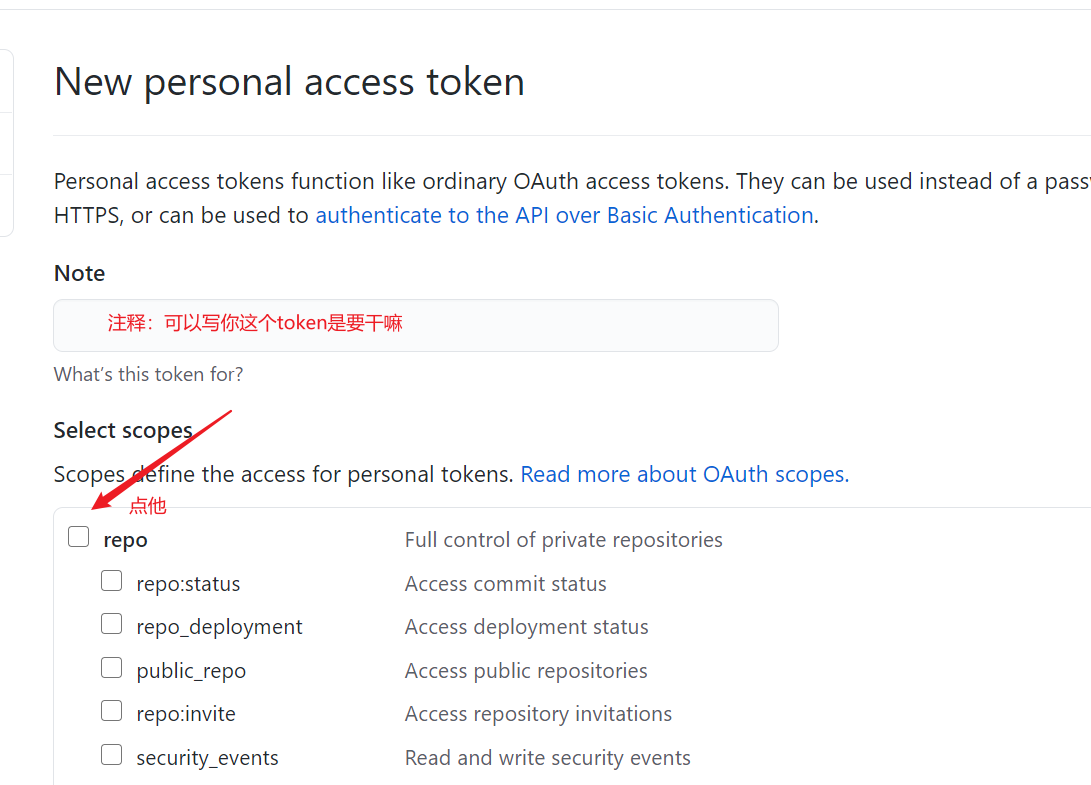 New personal access token
Personal access tokens function like ordinary OAuth access tokens. They can be used instead of a
HTTPS, or can be used to authenticate to the API over Basic Authentication.
Note
注释：可以写你这个token是要干嘛
What's this token for?
Select scopes
Scopes define the access for personal tokens. Read more about OAuth scopes.
点他
repo Full control of private repositories
repo:status Access commit status
repo_deployment Access deployment status
public_repo Access public repositories
repo:invite Access repository invitations
security_events Read and write security events